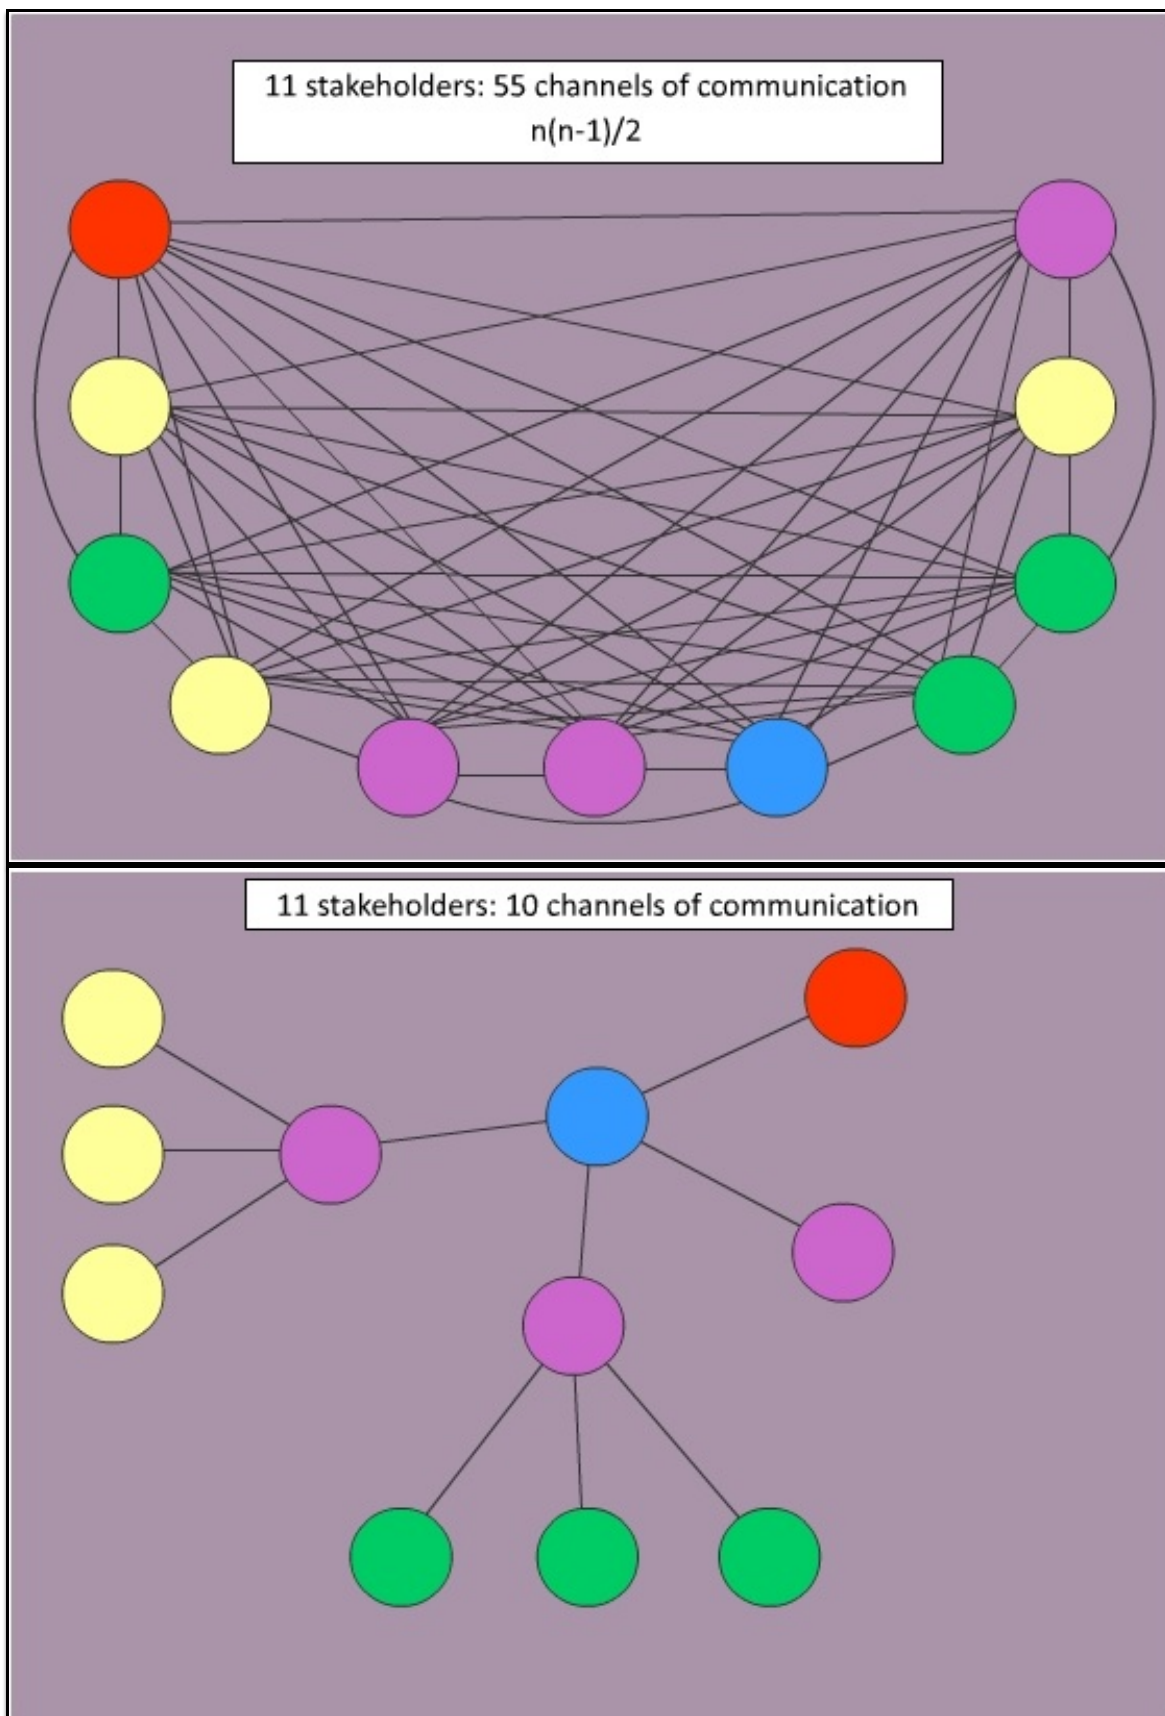 11 stakeholders: 55 channels of communication
n(n-1)/2
11 stakeholders: 10 channels of communication